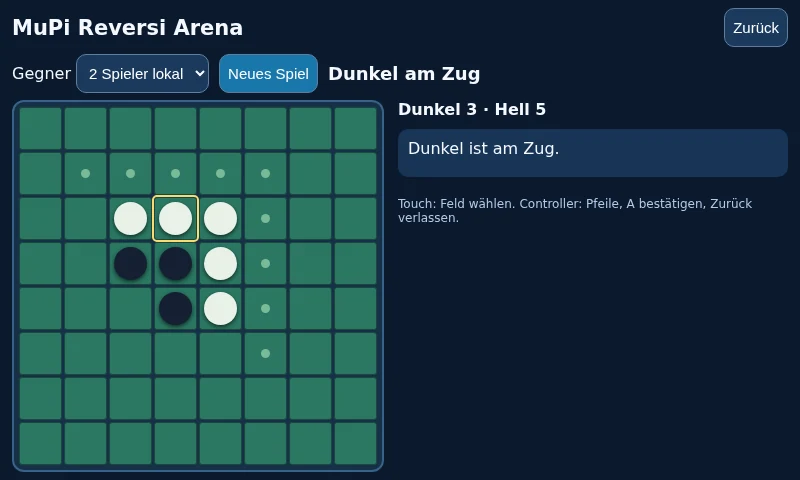 MuPi Reversi Arena
Zurück
Gegner 2 Spieler lokal Neues Spiel Dunkel am Zug
Dunkel 3 · Hell 5
Dunkel ist am Zug.
Touch: Feld wählen. Controller: Pfeile, A bestätigen, Zurück
verlassen.